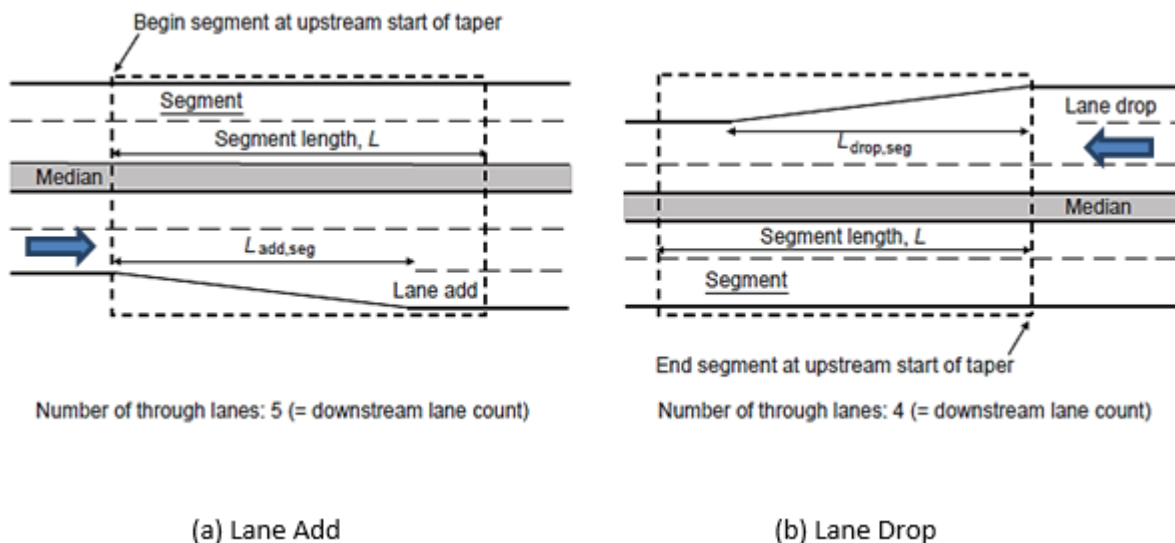 Begin segment at upstream start of taper
Segment
Segment length, L
Median
L add,seg
Lane add
Number of through lanes: 5 (= downstream lane count)
(a) Lane Add
Lane drop
L drop,seg
Median
Segment length, L
Segment
End segment at upstream start of taper
Number of through lanes: 4 (= downstream lane count)
(b) Lane Drop